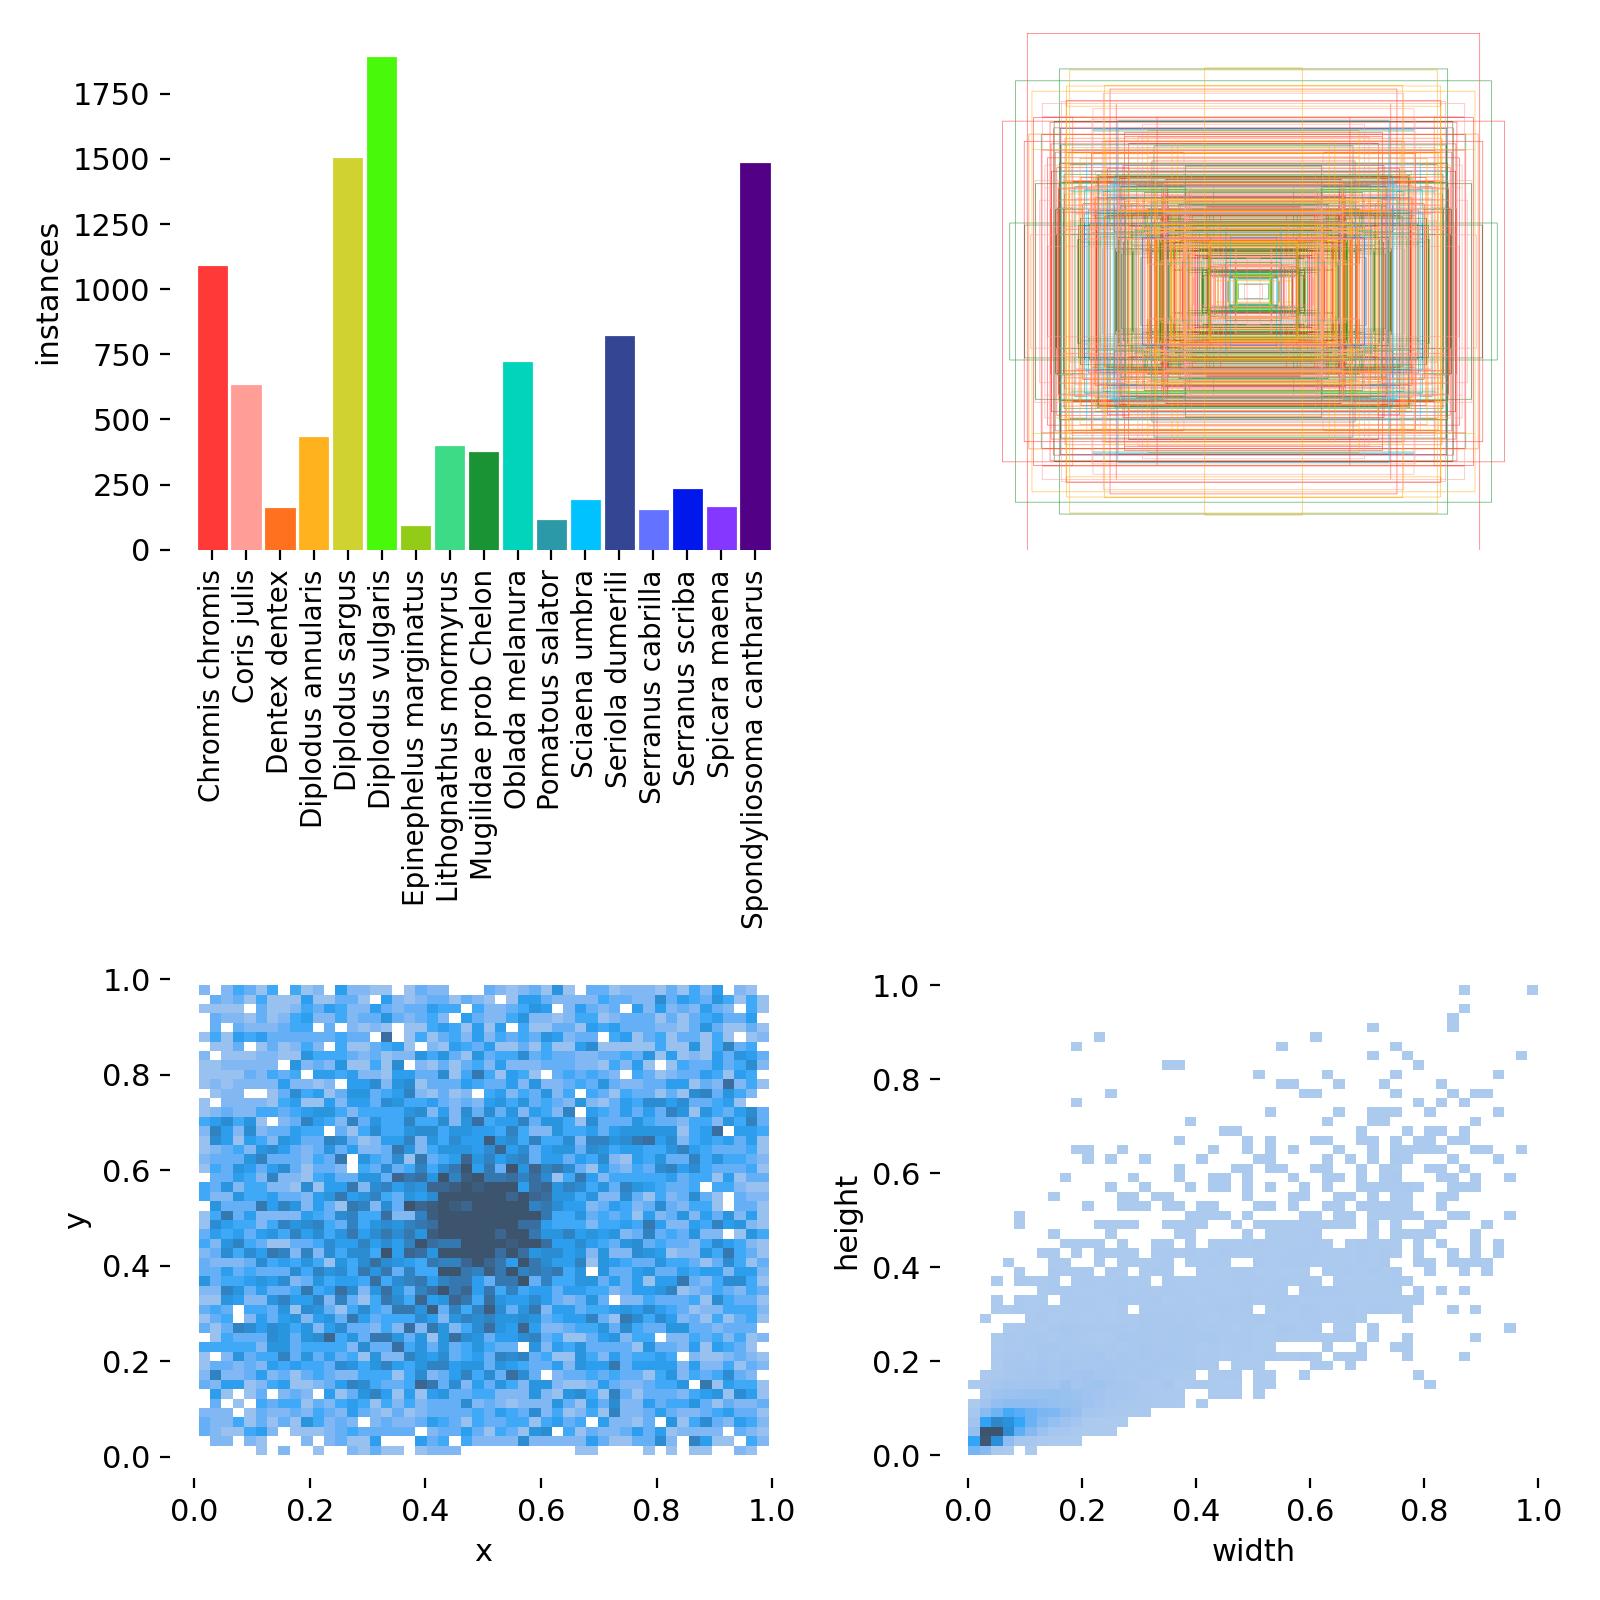 instances
1750
1500
1250
1000
750
500
250
0
Chromis chromis
Coris julis
Dentex dentex
Diplodus annularis
Diplodus sargus
Diplodus vulgaris
Epinephelus marginatus
Lithognathus mormyrus
Mugilidae prob Chelon
Oblada melanura
Pomatous salator
Sciaena umbra
Seriola dumerili
Serranus cabrilla
Serranus scriba
Spicara maena
Spondyliosoma cantharus
y
1.0
0.8
0.6
0.4
0.2
0.0
0.0 0.2 0.4 0.6 0.8 1.0
x
height
1.0
0.8
0.6
0.4
0.2
0.0
0.0 0.2 0.4 0.6 0.8 1.0
width